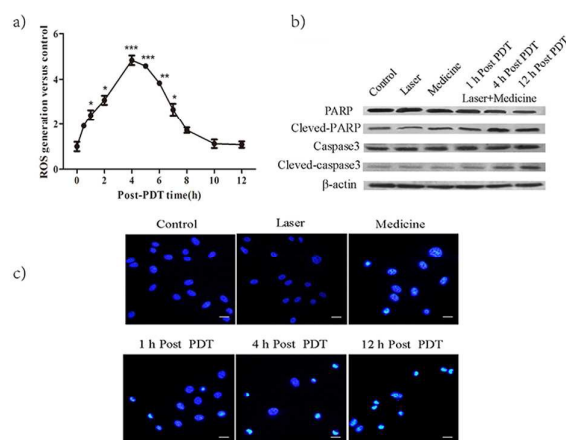 a)
ROS generation versus control
6
4
2
0
***
***
**
*
*
*
0 2 4 6 8 10 12
Post-PDT time(h)
b)
Control
Laser
Medicine
1 h Post PDT
4 h Post PDT
12 h Post PDT
Laser+Medicine
PARP
Cleved-PARP
Caspase3
Cleved-caspase3
β-actin
c)
Control Laser Medicine
1 h Post PDT 4 h Post PDT 12 h Post PDT